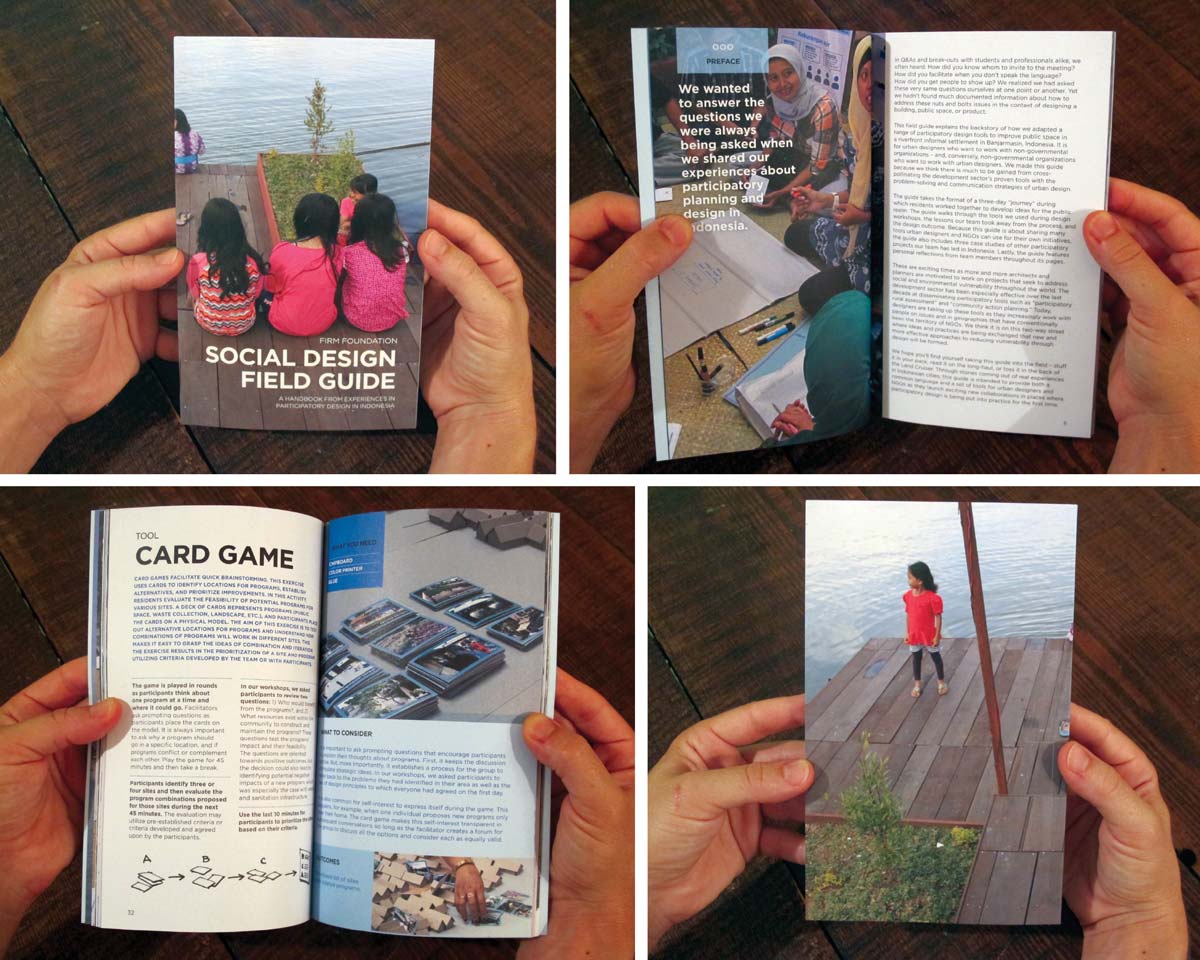 FIRM FOUNDATION
SOCIAL DESIGN
FIELD GUIDE
A HANDBOOK FROM EXPERIENCES IN
PARTICIPATORY DESIGN IN INDONESIA
000
PREFACE
We wanted
to answer the
questions we
were always
being asked when
we shared our
experiences about
participatory
planning and
design in
Indonesia.
in Q&As and break-outs with students and professionals alike, we
often heard: How did you know whom to invite to the meeting?
How did you facilitate when you don't speak the language?
How did you get people to show up? We realized we had asked
these very same questions ourselves at one point or another. Yet
we hadn't found much documented information about how to
address these nuts and bolts issues in the context of designing a
building, public space, or product.
This field guide explains the backstory of how we adapted a
range of participatory design tools to improve public space in
a riverfront informal settlement in Banjarmasin, Indonesia. It is
for urban designers who want to work with non-governmental
organizations – and, conversely, non-governmental organizations
who want to work with urban designers. We made this guide
because we think there is much to be gained from cross-
pollinating the development sector's proven tools with the
problem-solving and communication strategies of urban design.
The guide takes the format of a three-day "journey" during
which residents worked together to develop ideas for the public
room. The guide walks through the tools we used during design
workshops, the lessons our team took away from the process, and
the design outcome. Because this guide is about sharing many
tools urban designers and NGOs can use for their own initiatives,
the guide also includes three case studies of other participatory
projects our team has led in Indonesia. Lastly, the guide features
personal reflections from team members throughout its pages.
These are exciting times as more and more architects and
planners are motivated to work on projects that seek to address
social and environmental vulnerability throughout the world. The
development sector has been especially effective over the last
decade at disseminating participatory tools such as "participatory
rural assessment" and "community action planning." Today,
designers are taking up these tools as they increasingly work with
people on issues and in geographies that have conventionally
been the territory of NGOs. We think it is on this two-way street
where ideas and practices are being exchanged that new and
more effective approaches to reducing vulnerability through
design will be formed.
We hope you'll find yourself taking this guide into the field – stuff
it in your pack, read it on the long-haul, or toss it in the back of
the Land Cruiser. Through stories coming out of real experiences
in Indonesian cities, this guide is intended to provide both a
common language and a set of tools for urban designers and
NGOs as they launch exciting new collaborations in places where
participatory design is being put into practice for the first time.
TOOL
CARD GAME
CARD GAMES FACILITATE QUICK BRAINSTORMING. THIS EXERCISE
USES CARDS TO IDENTIFY LOCATIONS FOR PROGRAMS, ESTABLISH
ALTERNATIVES, AND PRIORITIZE IMPROVEMENTS. IN THIS ACTIVITY,
RESIDENTS EVALUATE THE FEASIBILITY OF POTENTIAL PROGRAMS FOR
VARIOUS SITES. A DECK OF CARDS REPRESENTS PROGRAMS (PUBLIC
SPACE, WASTE COLLECTION, LANDSCAPE, ETC.), AND PARTICIPANTS PLACE
THE CARDS ON A PHYSICAL MODEL. THE AIM OF THIS EXERCISE IS TO TEST
OUT ALTERNATIVE LOCATIONS FOR PROGRAMS AND UNDERSTAND HOW
COMBINATIONS OF PROGRAMS WILL WORK IN DIFFERENT SITES. THIS
MAKES IT EASY TO GRASP THE IDEAS OF COMBINATION AND ITERATION.
THE EXERCISE RESULTS IN THE PRIORITIZATION OF A SITE AND PROGRAM
UTILIZING CRITERIA DEVELOPED BY THE TEAM OR WITH PARTICIPANTS.
The game is played in rounds
as participants think about
one program at a time and
where it could go. Facilitators
ask prompting questions as
participants place the cards on
the model. It is always important
to ask why a program should
go in a specific location, and if
programs conflict or complement
each other. Play the game for 45
minutes and then take a break.
Participants identify three or
four sites and then evaluate the
program combinations proposed
for those sites during the next
45 minutes. The evaluation may
utilize pre-established criteria or
criteria developed and agreed
upon by the participants.
In our workshops, we asked
participants to review two
questions: 1) Who would benefit
from the programs?, and 2)
What resources exist within the
community to construct and
maintain the programs? These
questions test the programs'
impact and their feasibility.
The questions are oriented
towards positive outcomes, but
the decision could also lead to
identifying potential negative
impacts of a new program
was especially the case with
and sanitation infrastructure.
Use the last 10 minutes for
participants to prioritize the
based on their criteria.
A B C
32
WHAT YOU NEED
CHIPBOARD
COLOR PRINTER
GLUE
WHAT TO CONSIDER
important to ask prompting questions that encourage participants
their thoughts about programs. First, it keeps the discussion
But, more importantly, it establishes a process for the group to
strategic ideas. In our workshops, we asked participants to
back to the problems they had identified in their area as well as the
of design principles to which everyone had agreed on the first day.
also common for self-interest to express itself during the game. This
for example, when one individual proposes new programs only
their home. The card game makes this self-interest transparent in
conversations so long as the facilitator creates a forum for
group to discuss all the options and consider each as equally valid.
OUTCOMES
list of sites
programs.